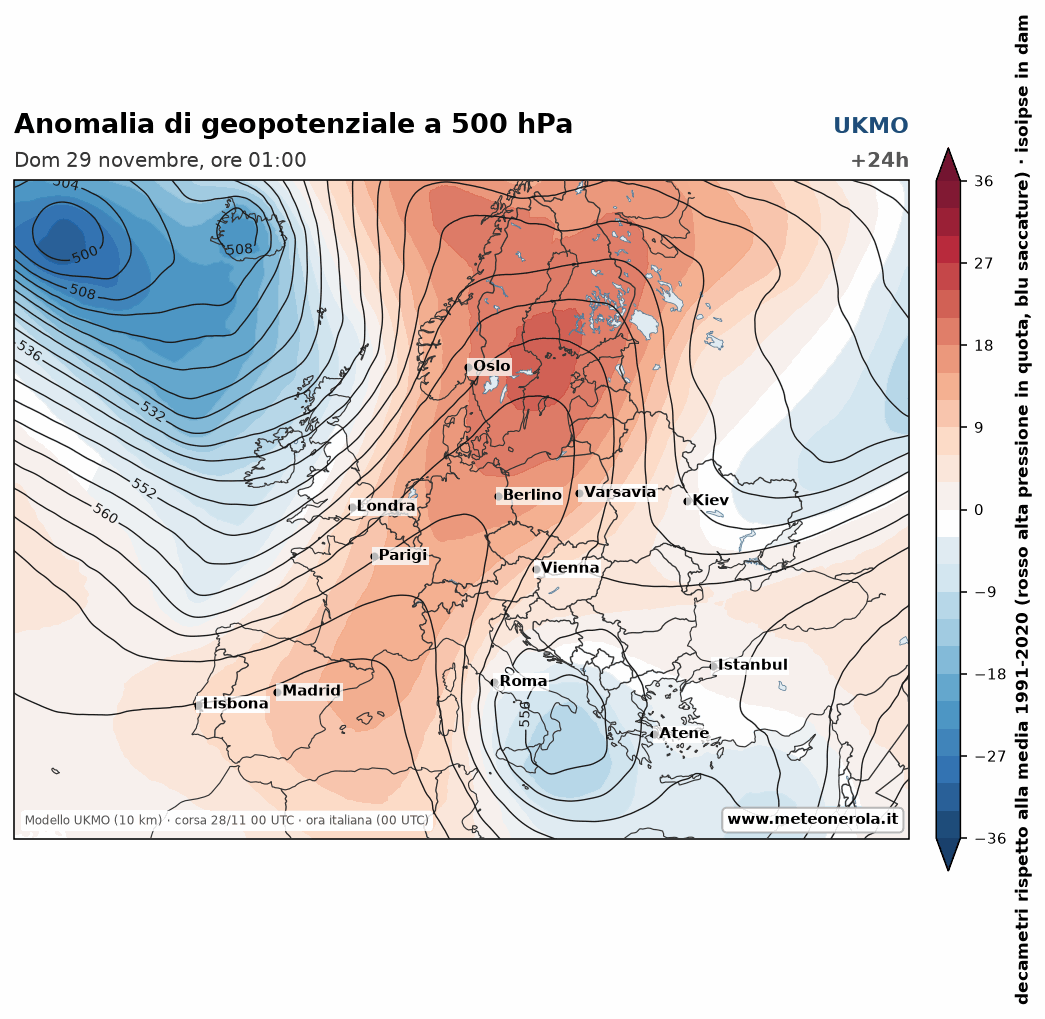 Anomalia di geopotenziale a 500 hPa
UKMO
Dom 29 novembre, ore 01:00
+24h
504
500
508
508
536
532
552
560
556
Oslo
Londra
Berlino
Varsavia
Kiev
Parigi
Vienna
Roma
Istanbul
Madrid
Lisbona
Atene
Modello UKMO (10 km) · corsa 28/11 00 UTC · ora italiana (00 UTC)
www.meteonerola.it
36
27
18
9
0
−9
−18
−27
−36
decametri rispetto alla media 1991-2020 (rosso alta pressione in quota, blu saccature) · isoipse in dam